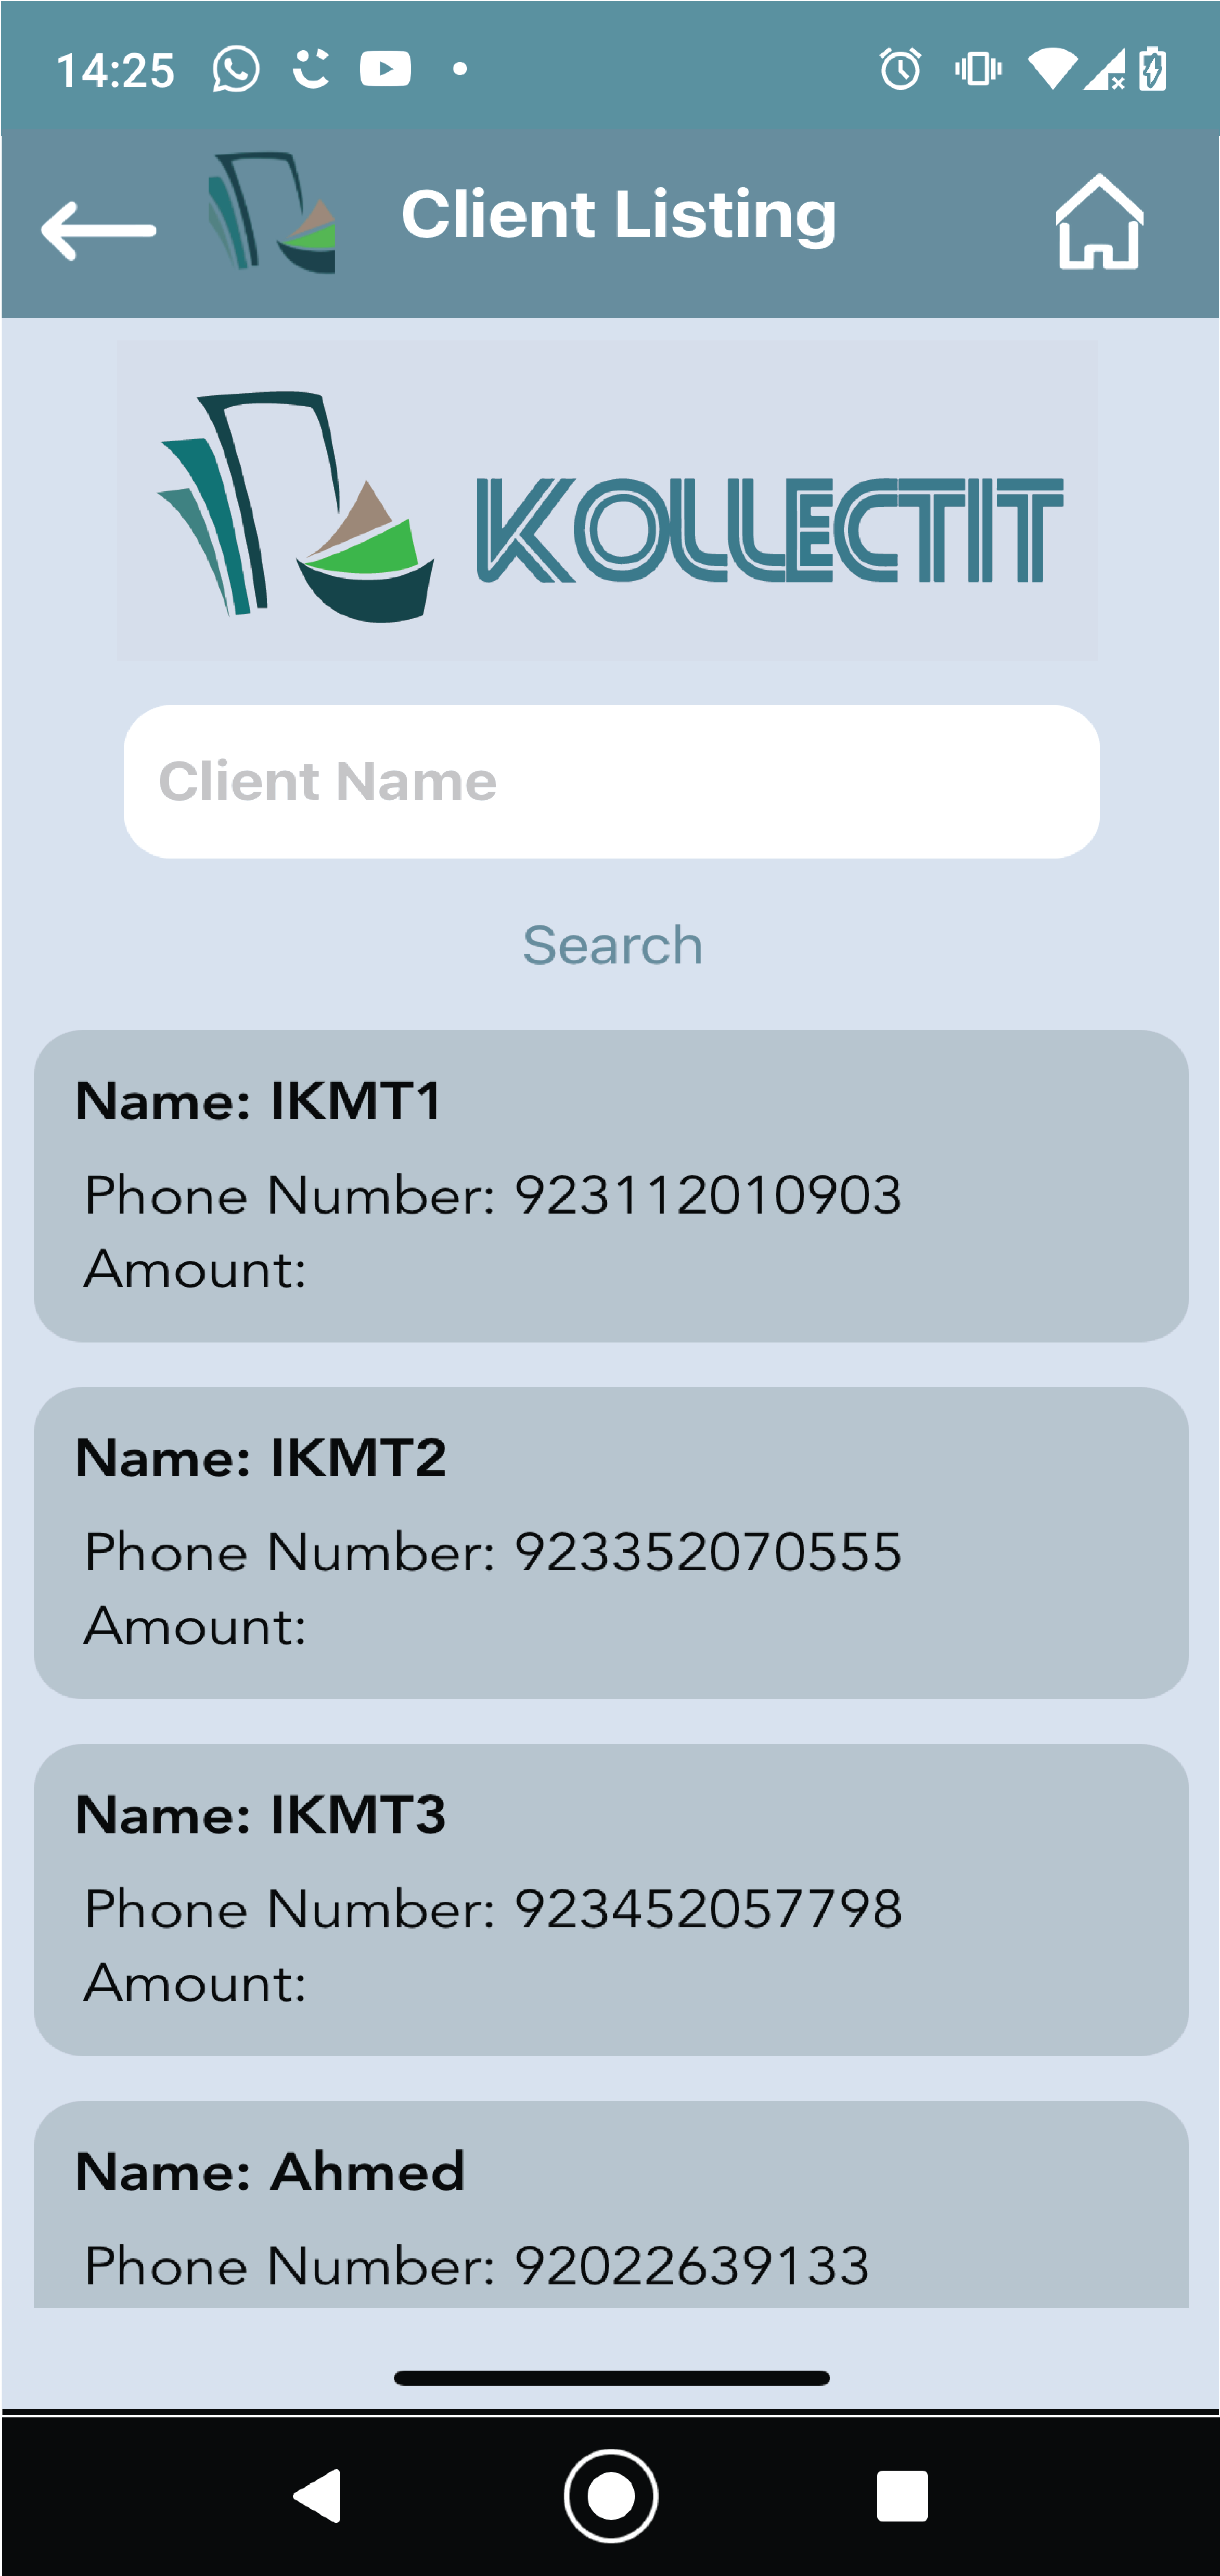 14:25
Client Listing
KOLLECTIT
Client Name
Search
Name: IKMT1
Phone Number: 923112010903
Amount:
Name: IKMT2
Phone Number: 923352070555
Amount:
Name: IKMT3
Phone Number: 923452057798
Amount:
Name: Ahmed
Phone Number: 92022639133